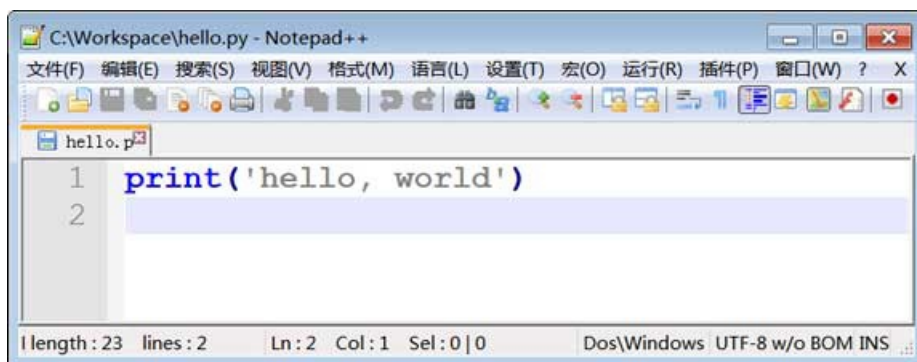 C:\Workspace\hello.py - Notepad++
文件(F) 编辑(E) 搜索(S) 视图(V) 格式(M) 语言(L) 设置(T) 宏(O) 运行(R) 插件(P) 窗口(W) ? X
hello.p
1 print('hello, world')
2
length : 23 lines : 2 Ln : 2 Col : 1 Sel : 0 | 0 Dos\Windows UTF-8 w/o BOM INS